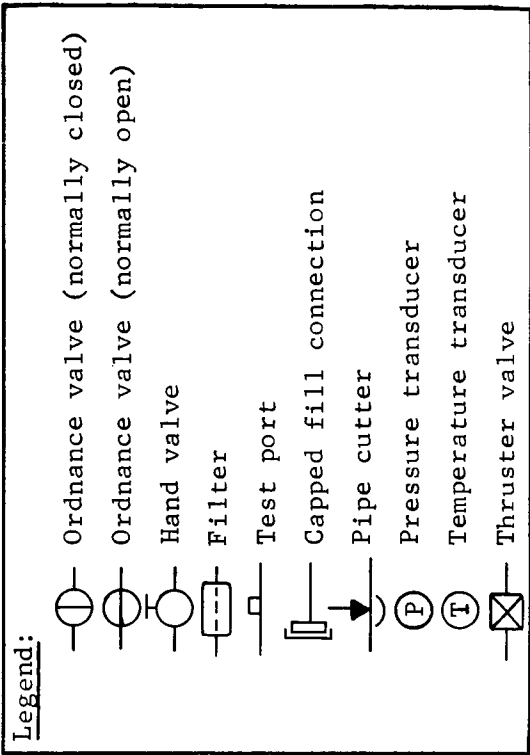 Legend:
Ordnance valve (normally closed)
Ordnance valve (normally open)
Hand valve
Filter
Test port
Capped fill connection
Pipe cutter
P Pressure transducer
T Temperature transducer
Thruster valve